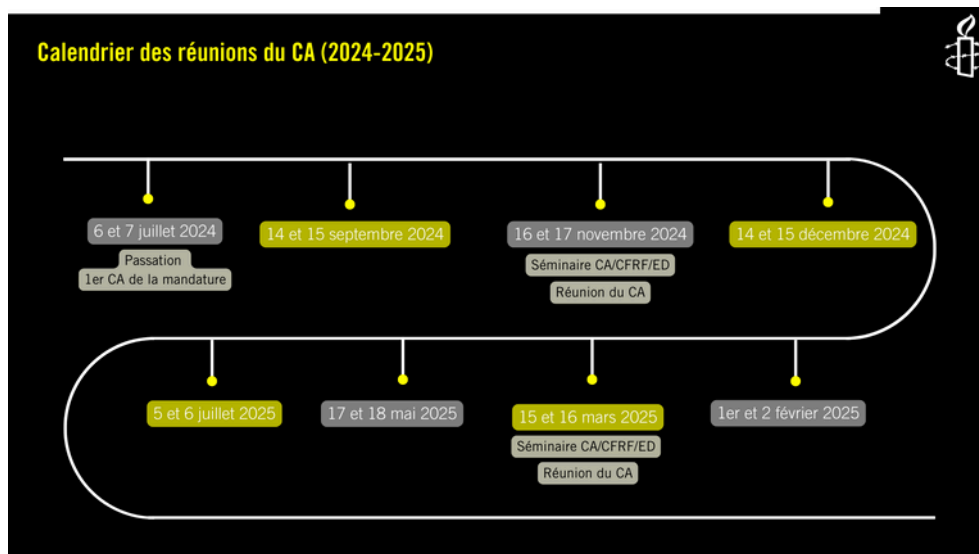 Calendrier des réunions du CA (2024-2025)
6 et 7 juillet 2024
Passation
1er CA de la mandature
14 et 15 septembre 2024
16 et 17 novembre 2024
Séminaire CA/CFRF/ED
Réunion du CA
14 et 15 décembre 2024
1er et 2 février 2025
15 et 16 mars 2025
Séminaire CA/CFRF/ED
Réunion du CA
17 et 18 mai 2025
5 et 6 juillet 2025